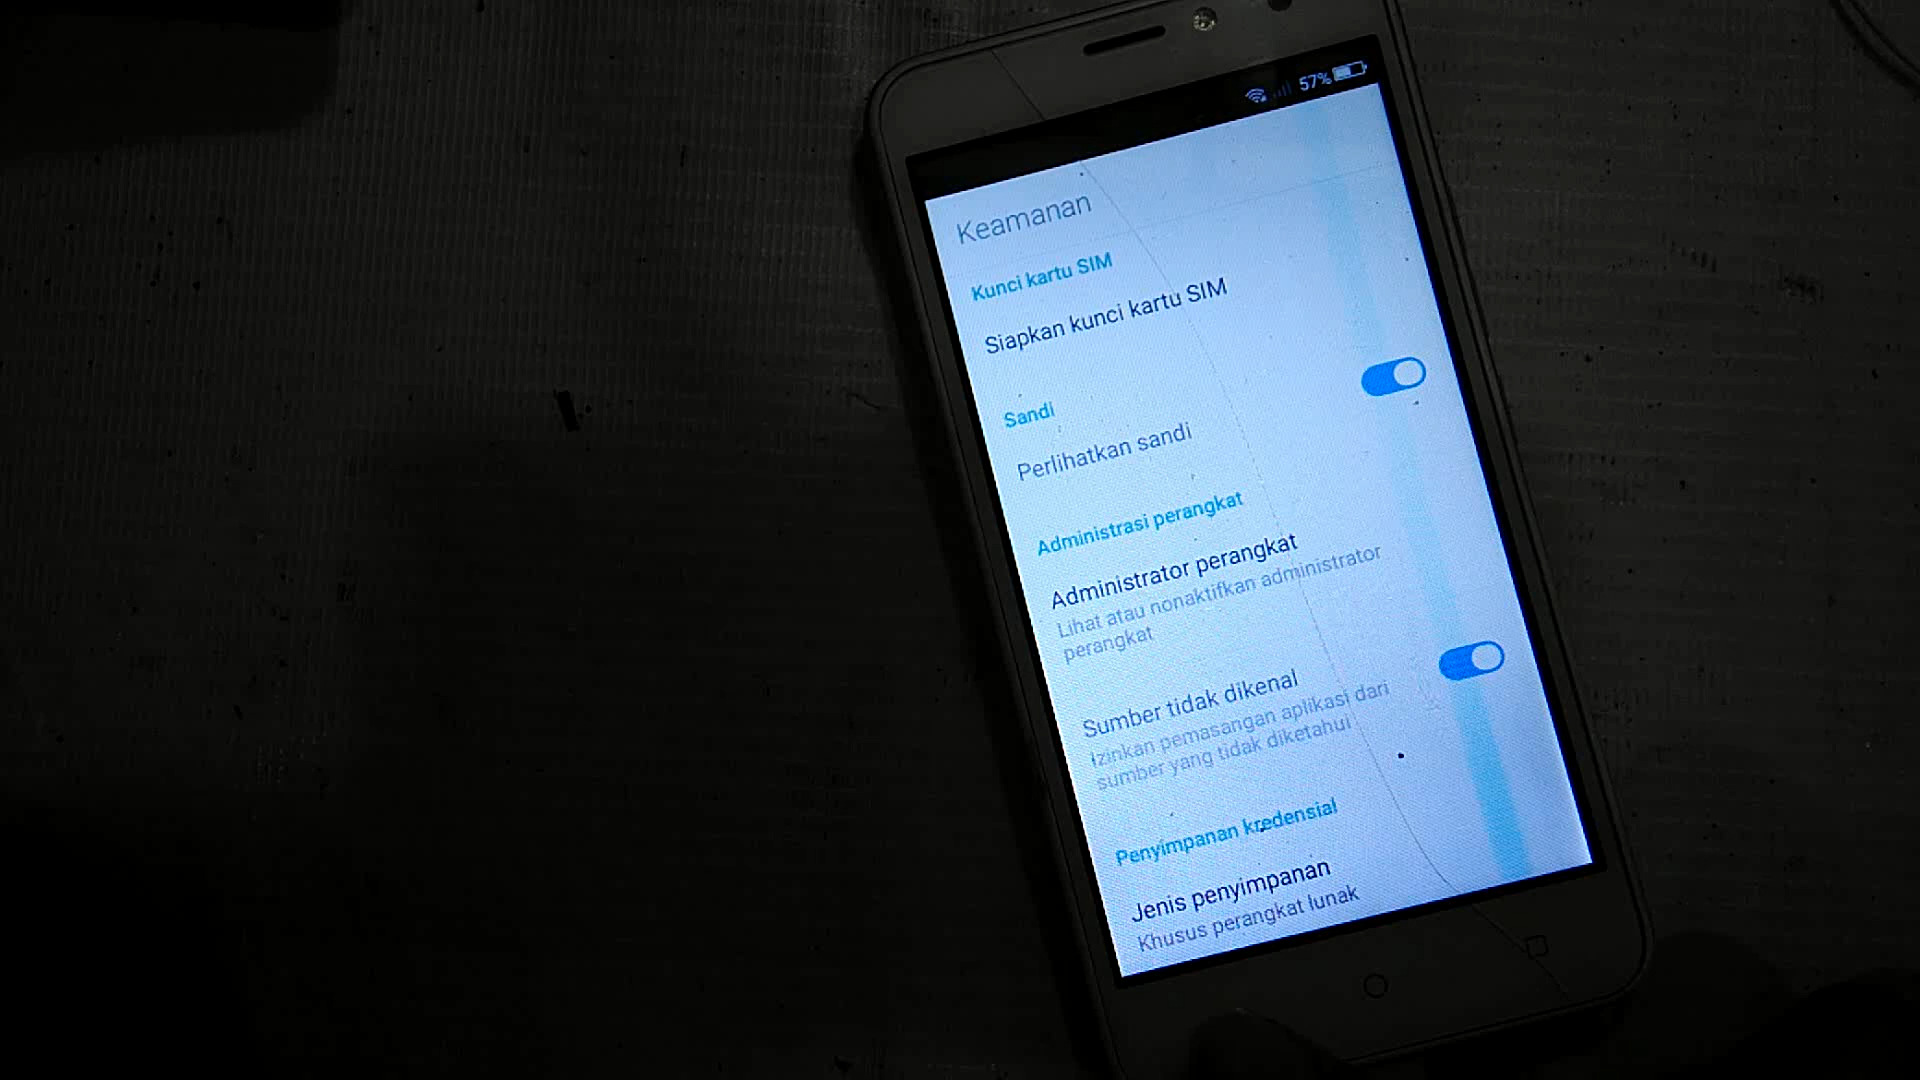 57%
Keamanan
Kunci kartu SIM
Siapkan kunci kartu SIM
Sandi
Perlihatkan sandi
Administrasi perangkat
Administrator perangkat
Lihat atau nonaktifkan administrator
perangkat
Sumber tidak dikenal
Izinkan pemasangan aplikasi dari
sumber yang tidak diketahui
Penyimpanan kredensial
Jenis penyimpanan
Khusus perangkat lunak